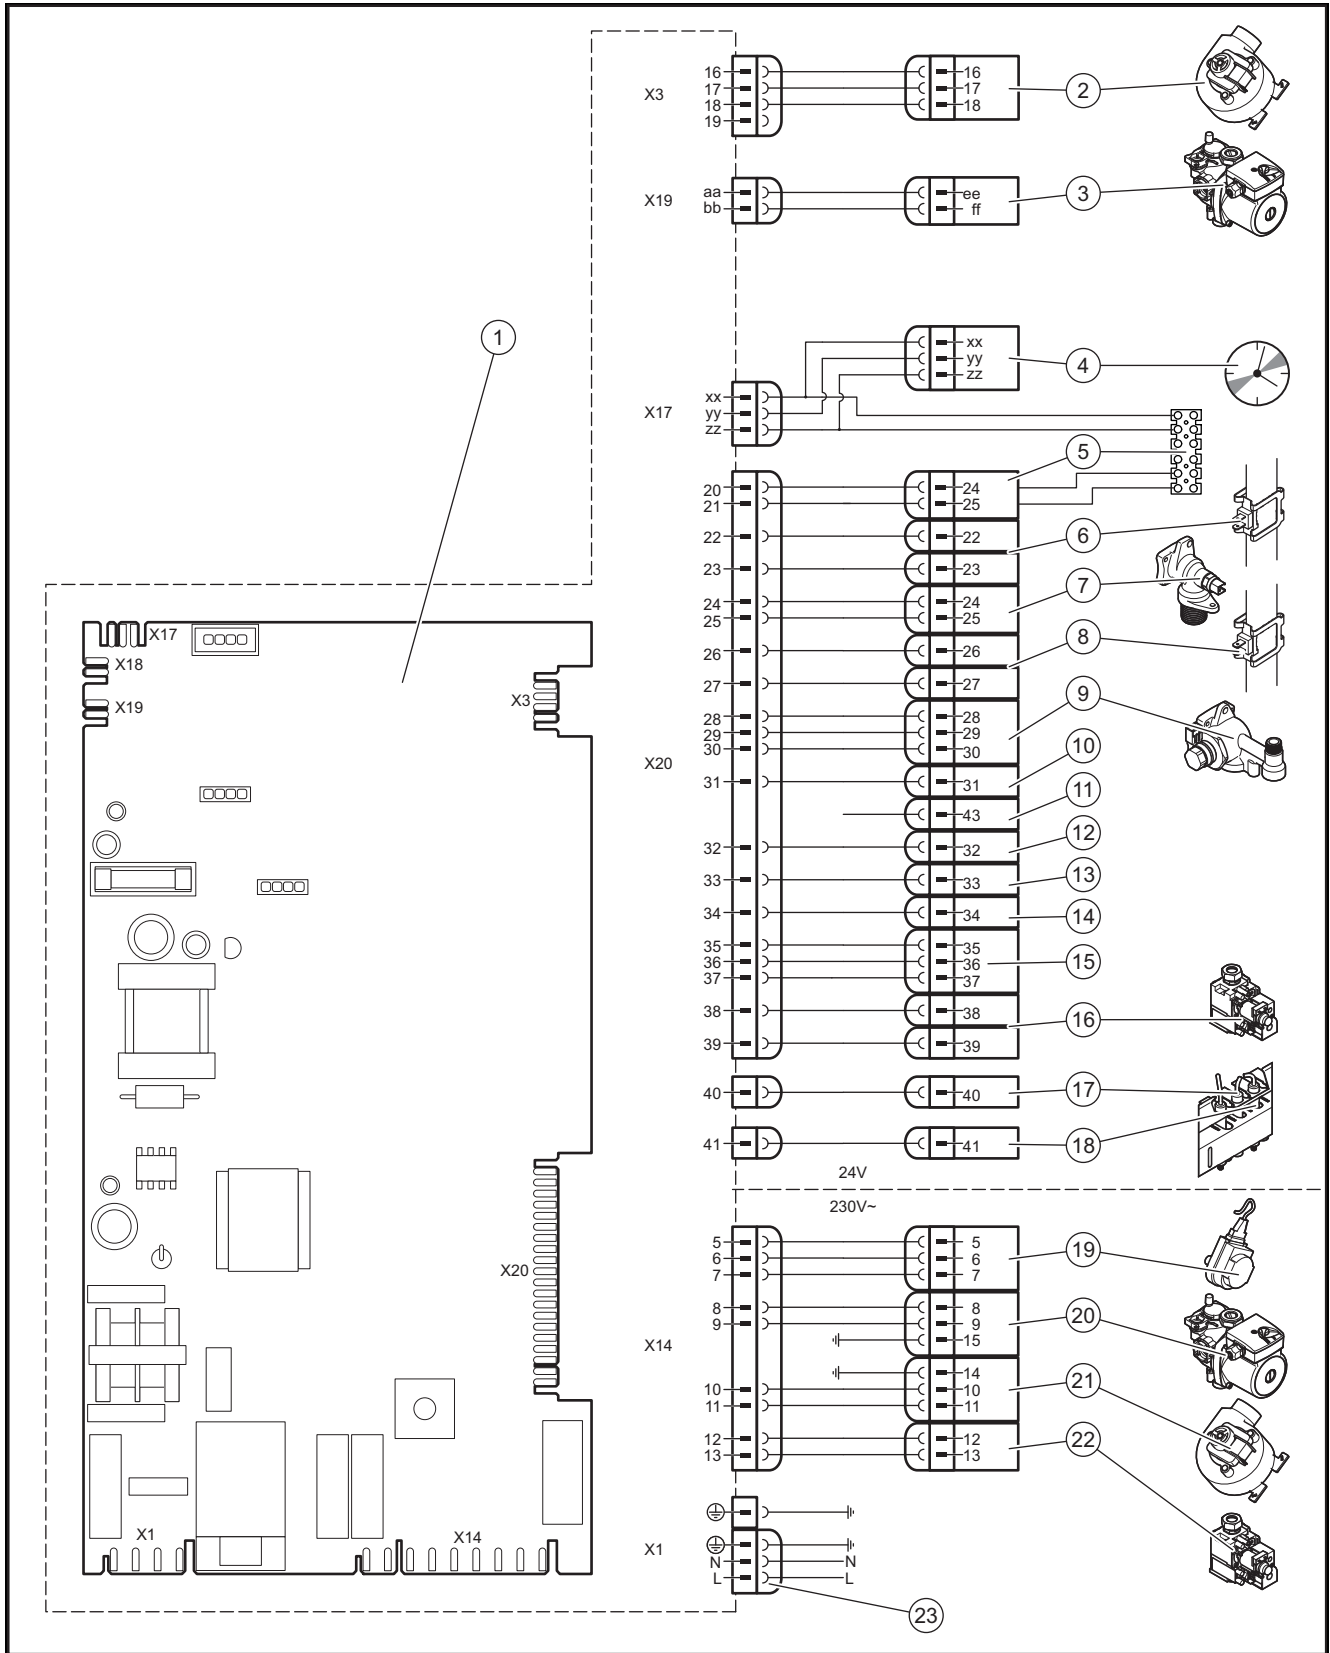 X3
16 16
17 17 2
18 18
19
X19
aa ee 3
bb ff
1
xx
yy 4
zz
X17
xx
yy
zz
5
20 24
21 25
22 22 6
23 23
24 24 7
25 25
26 26 8
27 27
28 28 9
29 29
30 30 10
X20
31 31
43 11
32 32 12
33 33 13
34 34 14
35 35
36 36 15
37 37
38 38 16
39 39
40 40 17
41 41 18
24V
230V~
5 5
6 6 19
7 7
8 8
9 9 20
15
X14
14
10 10 21
11 11
12 12 22
13 13
X1
N N
L L
23
X17
X18
X19
X3
X20
X1
X14